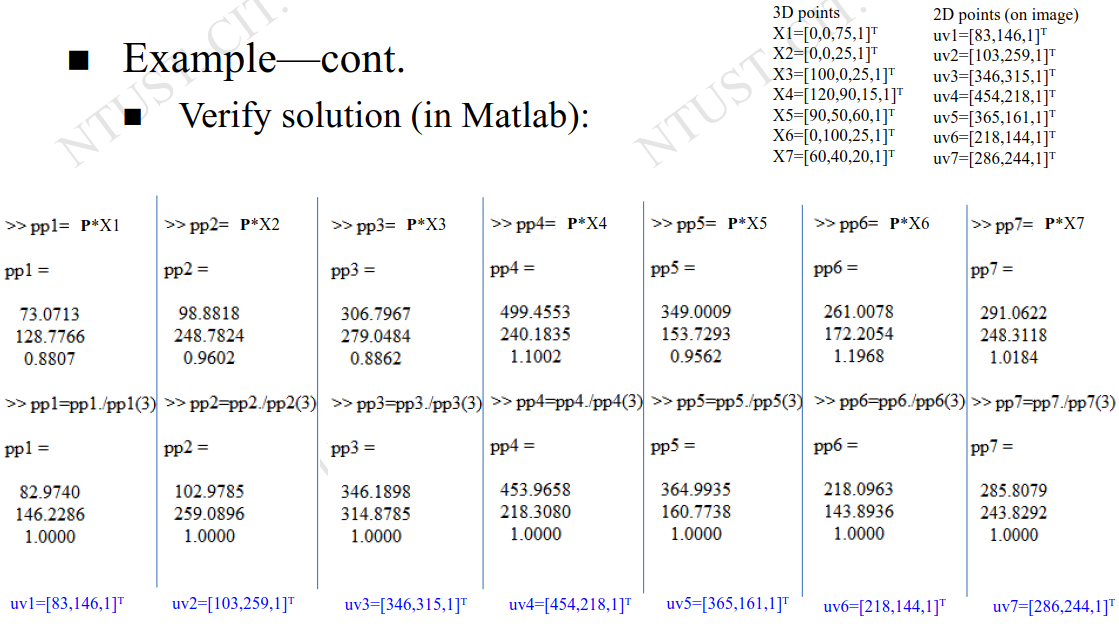 ■ Example—cont.
■ Verify solution (in Matlab):
3D points
X1=[0,0,75,1]ᵀ
X2=[0,0,25,1]ᵀ
X3=[100,0,25,1]ᵀ
X4=[120,90,15,1]ᵀ
X5=[90,50,60,1]ᵀ
X6=[0,100,25,1]ᵀ
X7=[60,40,20,1]ᵀ
2D points (on image)
uv1=[83,146,1]ᵀ
uv2=[103,259,1]ᵀ
uv3=[346,315,1]ᵀ
uv4=[454,218,1]ᵀ
uv5=[365,161,1]ᵀ
uv6=[218,144,1]ᵀ
uv7=[286,244,1]ᵀ
>> pp1= P*X1
pp1 =
73.0713
128.7766
0.8807
>> pp1=pp1./pp1(3)
pp1 =
82.9740
146.2286
1.0000
uv1=[83,146,1]ᵀ
>> pp2= P*X2
pp2 =
98.8818
248.7824
0.9602
>> pp2=pp2./pp2(3)
pp2 =
102.9785
259.0896
1.0000
uv2=[103,259,1]ᵀ
>> pp3= P*X3
pp3 =
306.7967
279.0484
0.8862
>> pp3=pp3./pp3(3)
pp3 =
346.1898
314.8785
1.0000
uv3=[346,315,1]ᵀ
>> pp4= P*X4
pp4 =
499.4553
240.1835
1.1002
>> pp4=pp4./pp4(3)
pp4 =
453.9658
218.3080
1.0000
uv4=[454,218,1]ᵀ
>> pp5= P*X5
pp5 =
349.0009
153.7293
0.9562
>> pp5=pp5./pp5(3)
pp5 =
364.9935
160.7738
1.0000
uv5=[365,161,1]ᵀ
>> pp6= P*X6
pp6 =
261.0078
172.2054
1.1968
>> pp6=pp6./pp6(3)
pp6 =
218.0963
143.8936
1.0000
uv6=[218,144,1]ᵀ
>> pp7= P*X7
pp7 =
291.0622
248.3118
1.0184
>> pp7=pp7./pp7(3)
pp7 =
285.8079
243.8292
1.0000
uv7=[286,244,1]ᵀ
NTUST CIT.
NTUST CIT.